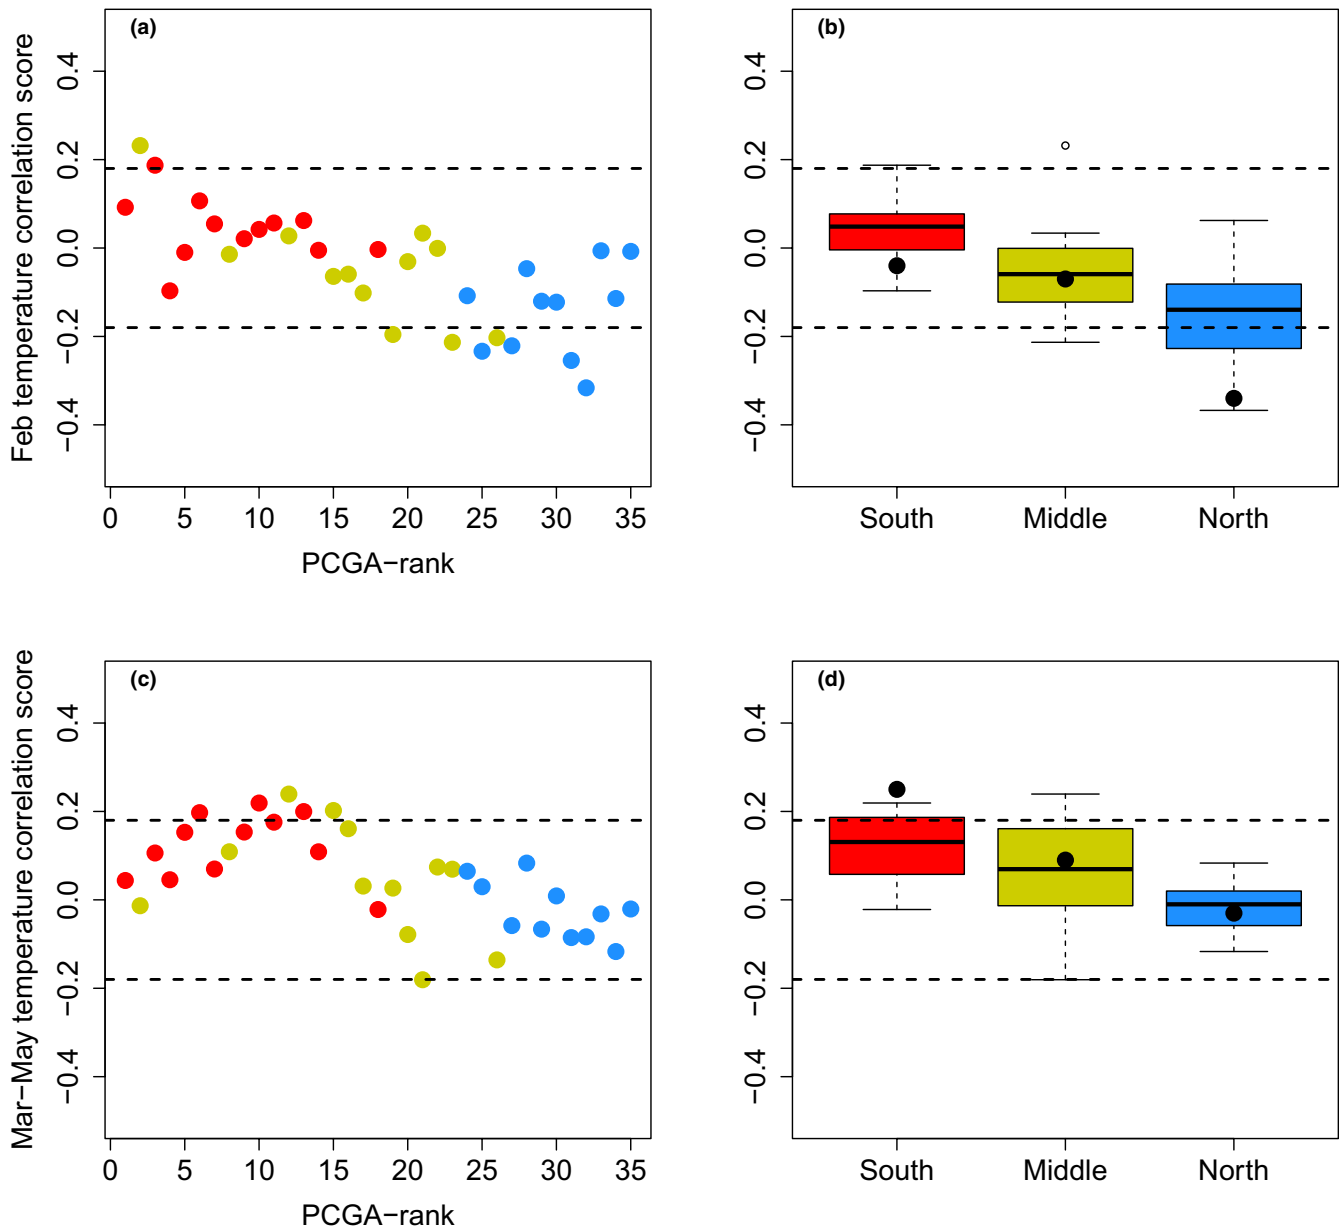 (a)
Feb temperature correlation score
0.4
0.2
0.0
−0.2
−0.4
0 5 10 15 20 25 30 35
PCGA−rank
(b)
0.4
0.2
0.0
−0.2
−0.4
South Middle North
(c)
Mar−May temperature correlation score
0.4
0.2
0.0
−0.2
−0.4
0 5 10 15 20 25 30 35
PCGA−rank
(d)
0.4
0.2
0.0
−0.2
−0.4
South Middle North